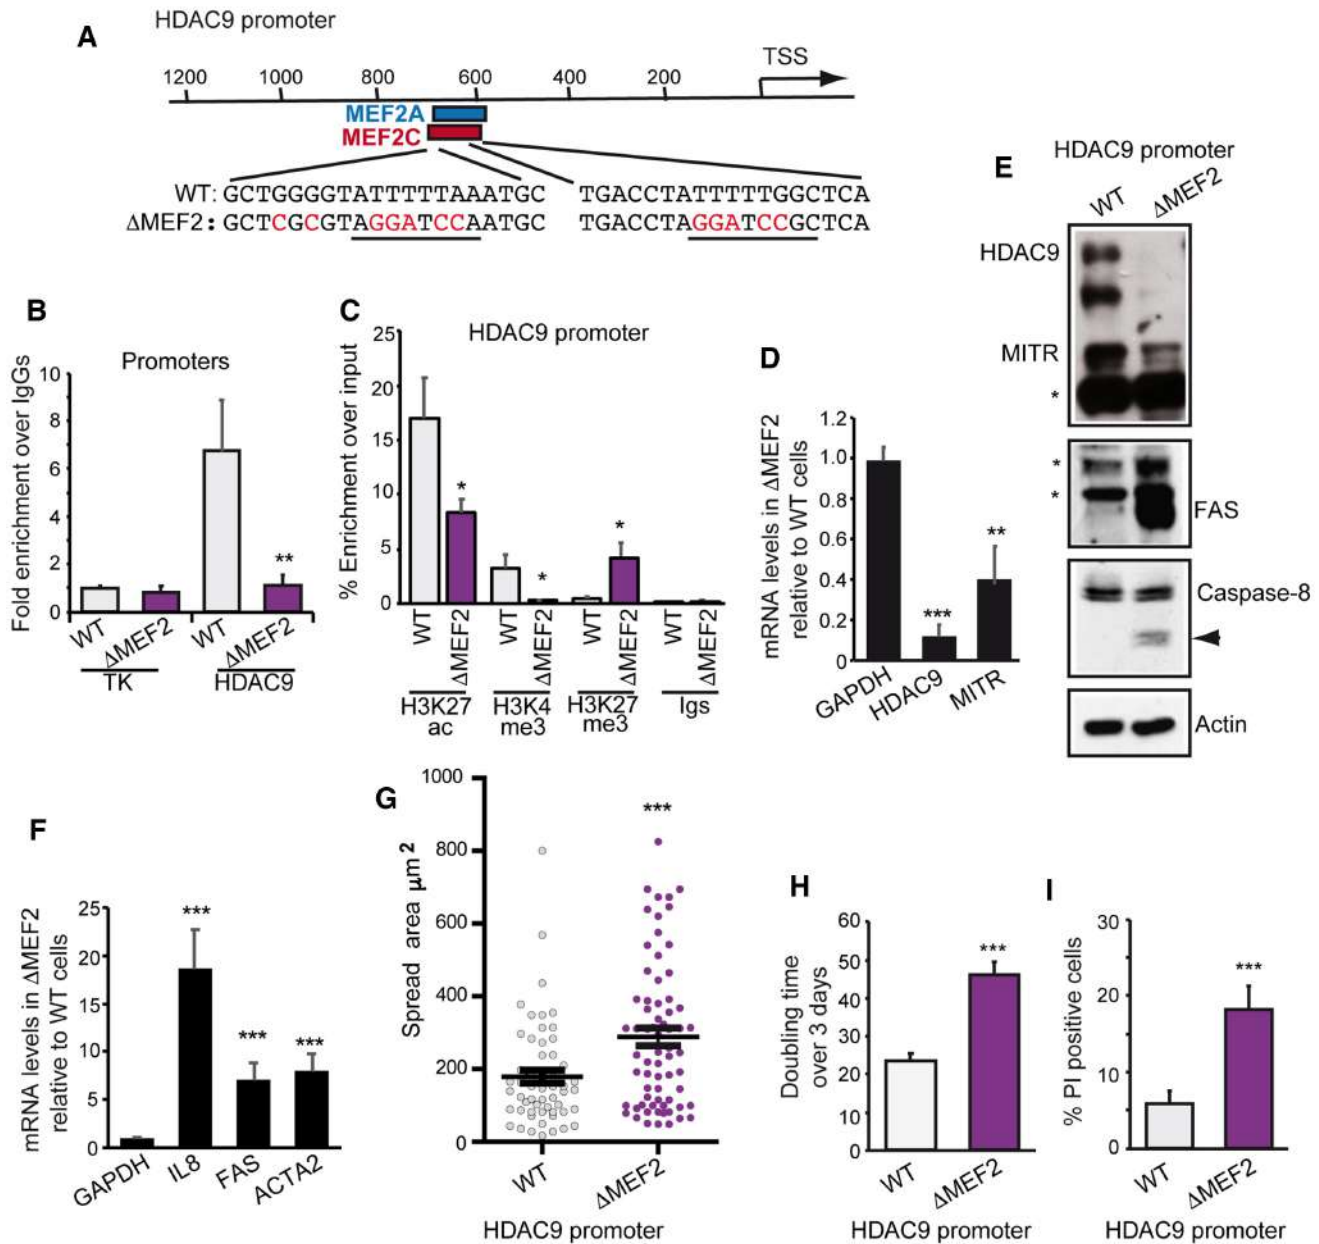 A
HDAC9 promoter
TSS
1200 1000 800 600 400 200
MEF2A
MEF2C
WT: GCTGGGGTATTTTTAAATGC TGACCTATTTTTGGCTCA
ΔMEF2: GCTCGCGTAGGATCCAATGC TGACCTAGGATCCGCTCA
B
Promoters
Fold enrichment over IgGs
10
8
6
4
2
0
**
WT ΔMEF2 WT ΔMEF2
TK HDAC9
C
HDAC9 promoter
% Enrichment over input
25
20
15
10
5
0
* * *
WT ΔMEF2 WT ΔMEF2 WT ΔMEF2 WT ΔMEF2
H3K27 H3K4 H3K27 Igs
ac me3 me3
D
mRNA levels in ΔMEF2
relative to WT cells
1.2
1.0
0.8
0.6
0.4
0.2
0
*** **
GAPDH HDAC9 MITR
E
HDAC9 promoter
WT ΔMEF2
HDAC9
MITR
*
*
*
FAS
Caspase-8
Actin
F
mRNA levels in ΔMEF2
relative to WT cells
25
20
15
10
5
0
*** *** ***
GAPDH IL8 FAS ACTA2
G
Spread area μm²
1000
800
600
400
200
0
***
WT ΔMEF2
HDAC9 promoter
H
Doubling time
over 3 days
60
50
40
30
20
10
0
***
WT ΔMEF2
HDAC9 promoter
I
% PI positive cells
30
20
10
0
***
WT ΔMEF2
HDAC9 promoter